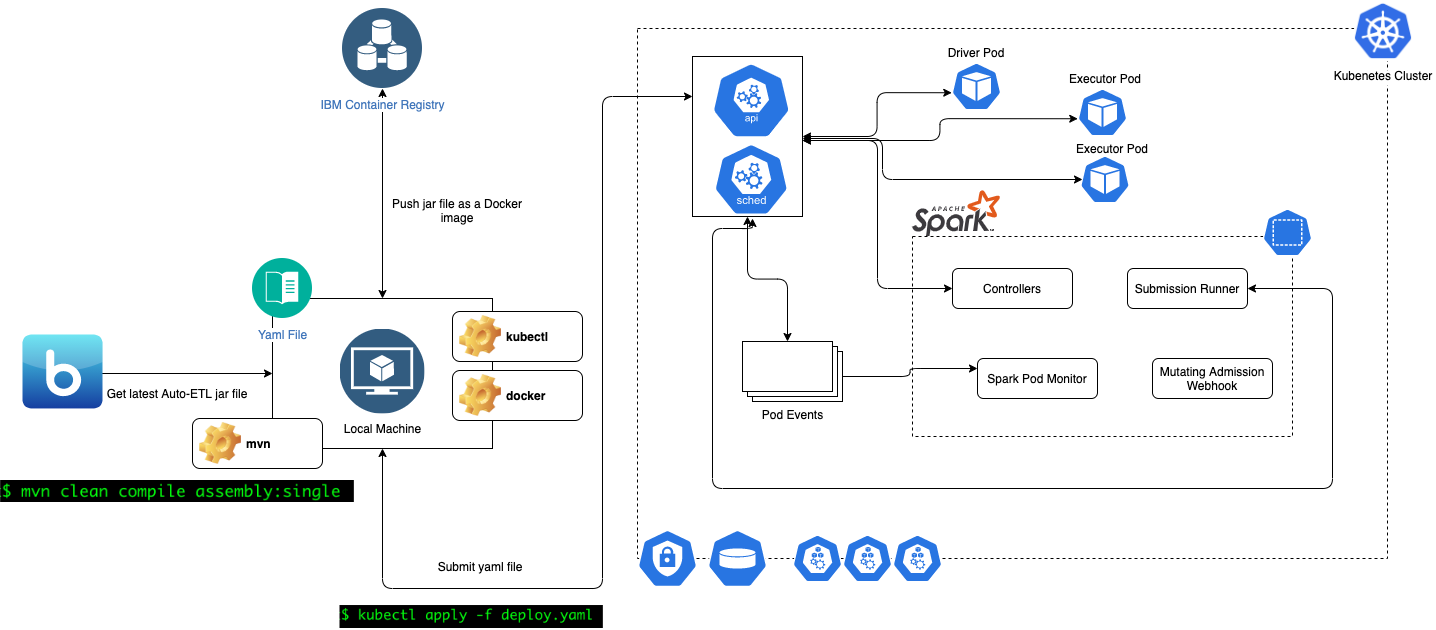 IBM Container Registry
Push jar file as a Docker
image
Yaml File
b
Get latest Auto-ETL jar file
kubectl
docker
Local Machine
mvn
$ mvn clean compile assembly:single
Submit yaml file
$ kubectl apply -f deploy.yaml
Kubenetes Cluster
api
sched
Driver Pod
Executor Pod
Executor Pod
APACHE
Spark
Controllers
Submission Runner
Spark Pod Monitor
Mutating Admission
Webhook
Pod Events